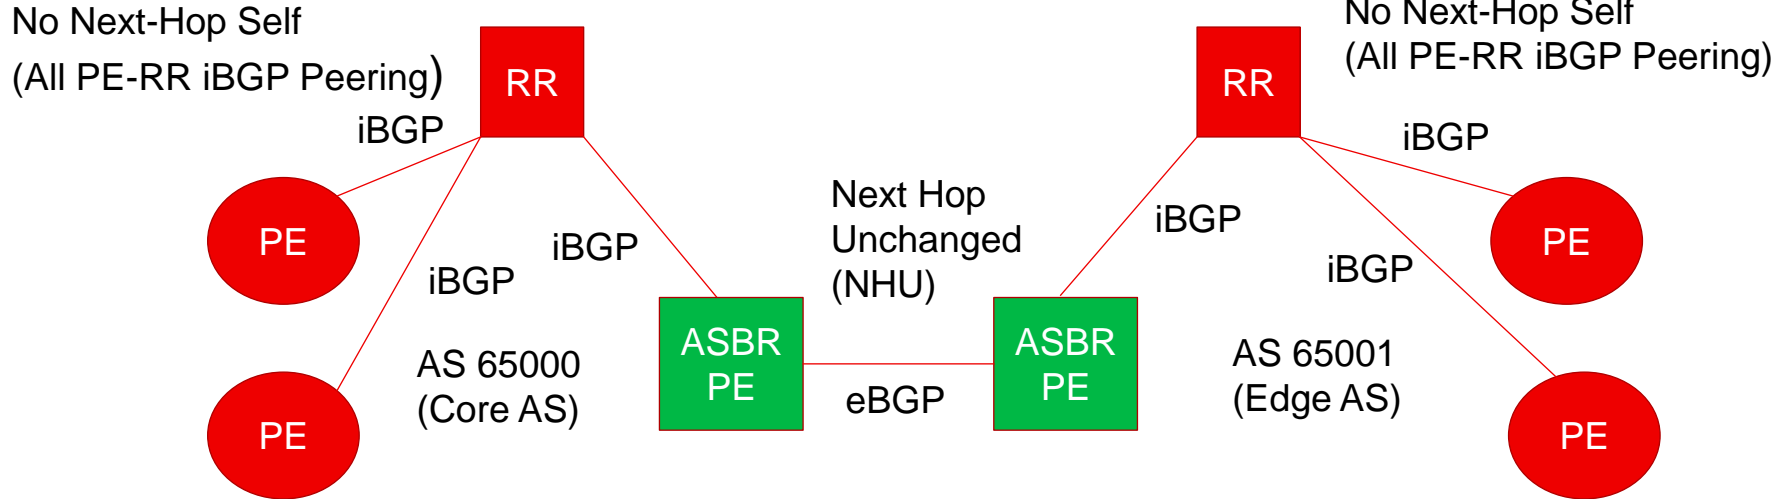 No Next-Hop Self
(All PE-RR iBGP Peering)
iBGP
RR
RR
No Next-Hop Self
(All PE-RR iBGP Peering)
iBGP
PE
iBGP
iBGP
Next Hop
Unchanged
(NHU)
iBGP
iBGP
PE
AS 65000
(Core AS)
PE
ASBR
PE
eBGP
ASBR
PE
AS 65001
(Edge AS)
PE